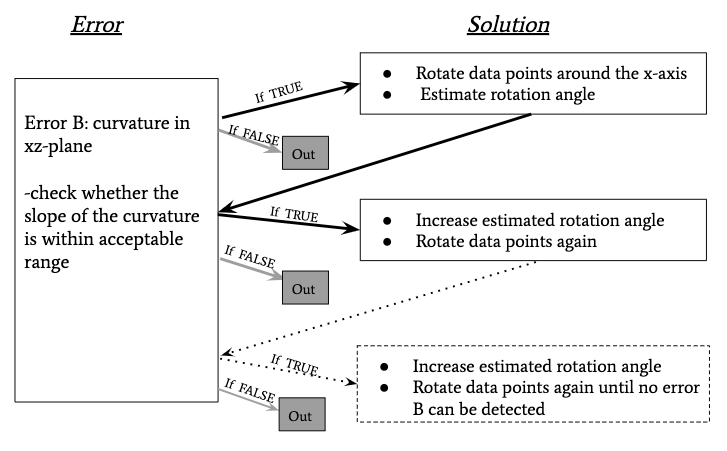 Error
Solution
Error B: curvature in
xz-plane
-check whether the
slope of the curvature
is within acceptable
range
If TRUE
● Rotate data points around the x-axis
● Estimate rotation angle
If FALSE
Out
If TRUE
● Increase estimated rotation angle
● Rotate data points again
If FALSE
Out
If TRUE
● Increase estimated rotation angle
● Rotate data points again until no error
B can be detected
If FALSE
Out